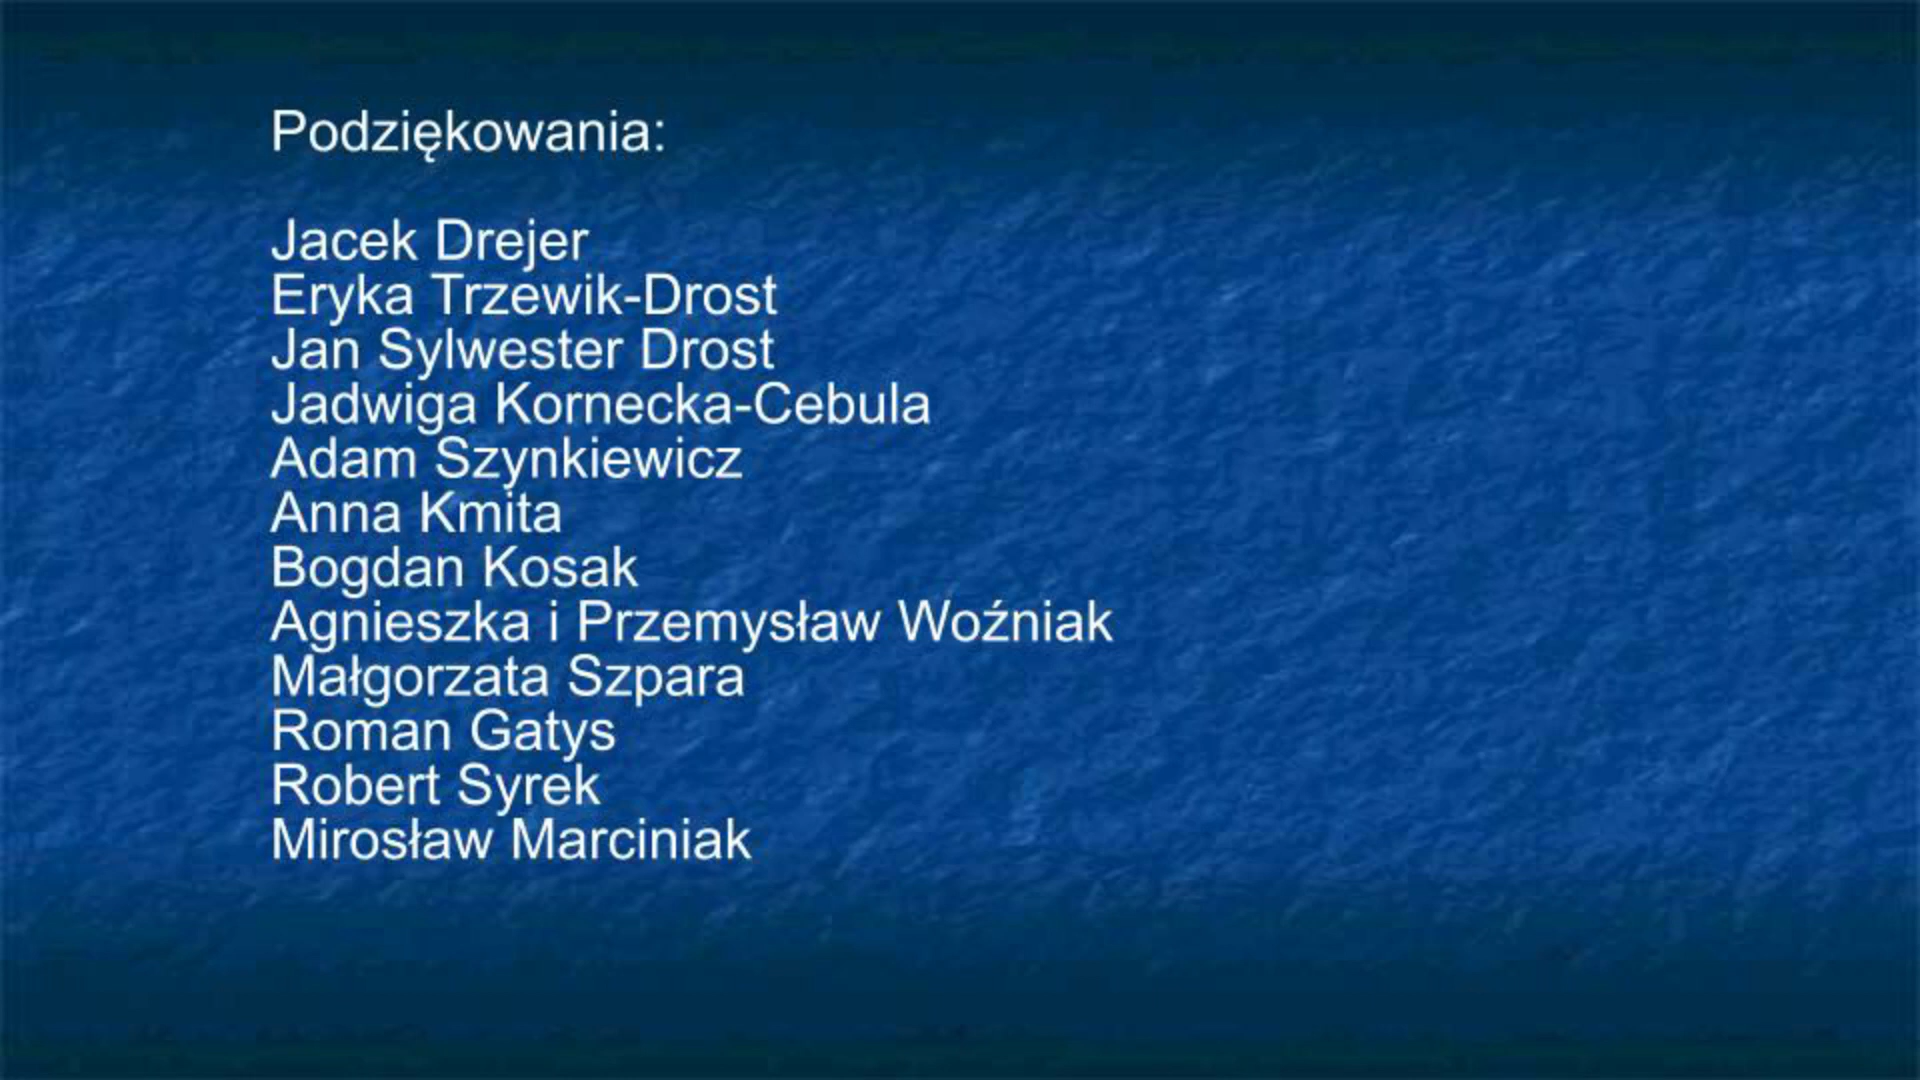 Podziękowania:
Jacek Drejer
Eryka Trzewik-Drost
Jan Sylwester Drost
Jadwiga Kornecka-Cebula
Adam Szynkiewicz
Anna Kmita
Bogdan Kosak
Agnieszka i Przemysław Woźniak
Małgorzata Szpara
Roman Gatys
Robert Syrek
Mirosław Marciniak